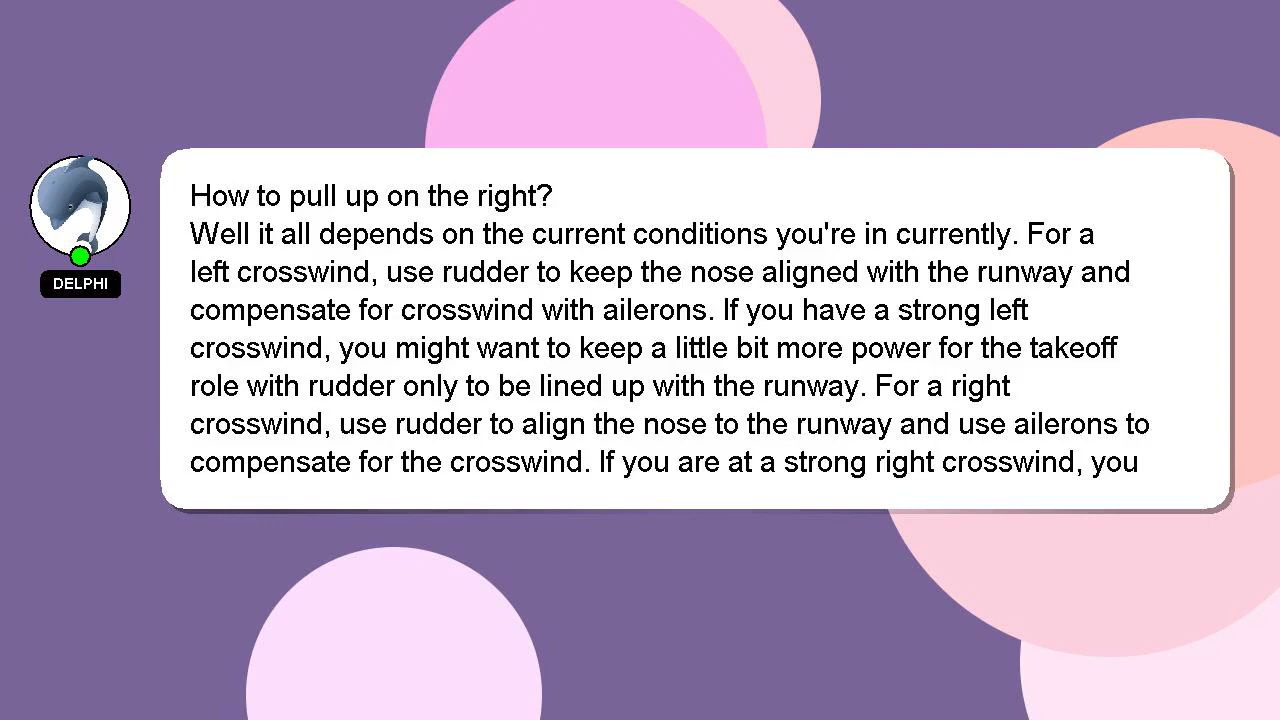 How to pull up on the right?
Well it all depends on the current conditions you're in currently. For a
left crosswind, use rudder to keep the nose aligned with the runway and
compensate for crosswind with ailerons. If you have a strong left
crosswind, you might want to keep a little bit more power for the takeoff
role with rudder only to be lined up with the runway. For a right
crosswind, use rudder to align the nose to the runway and use ailerons to
compensate for the crosswind. If you are at a strong right crosswind, you
DELPHI